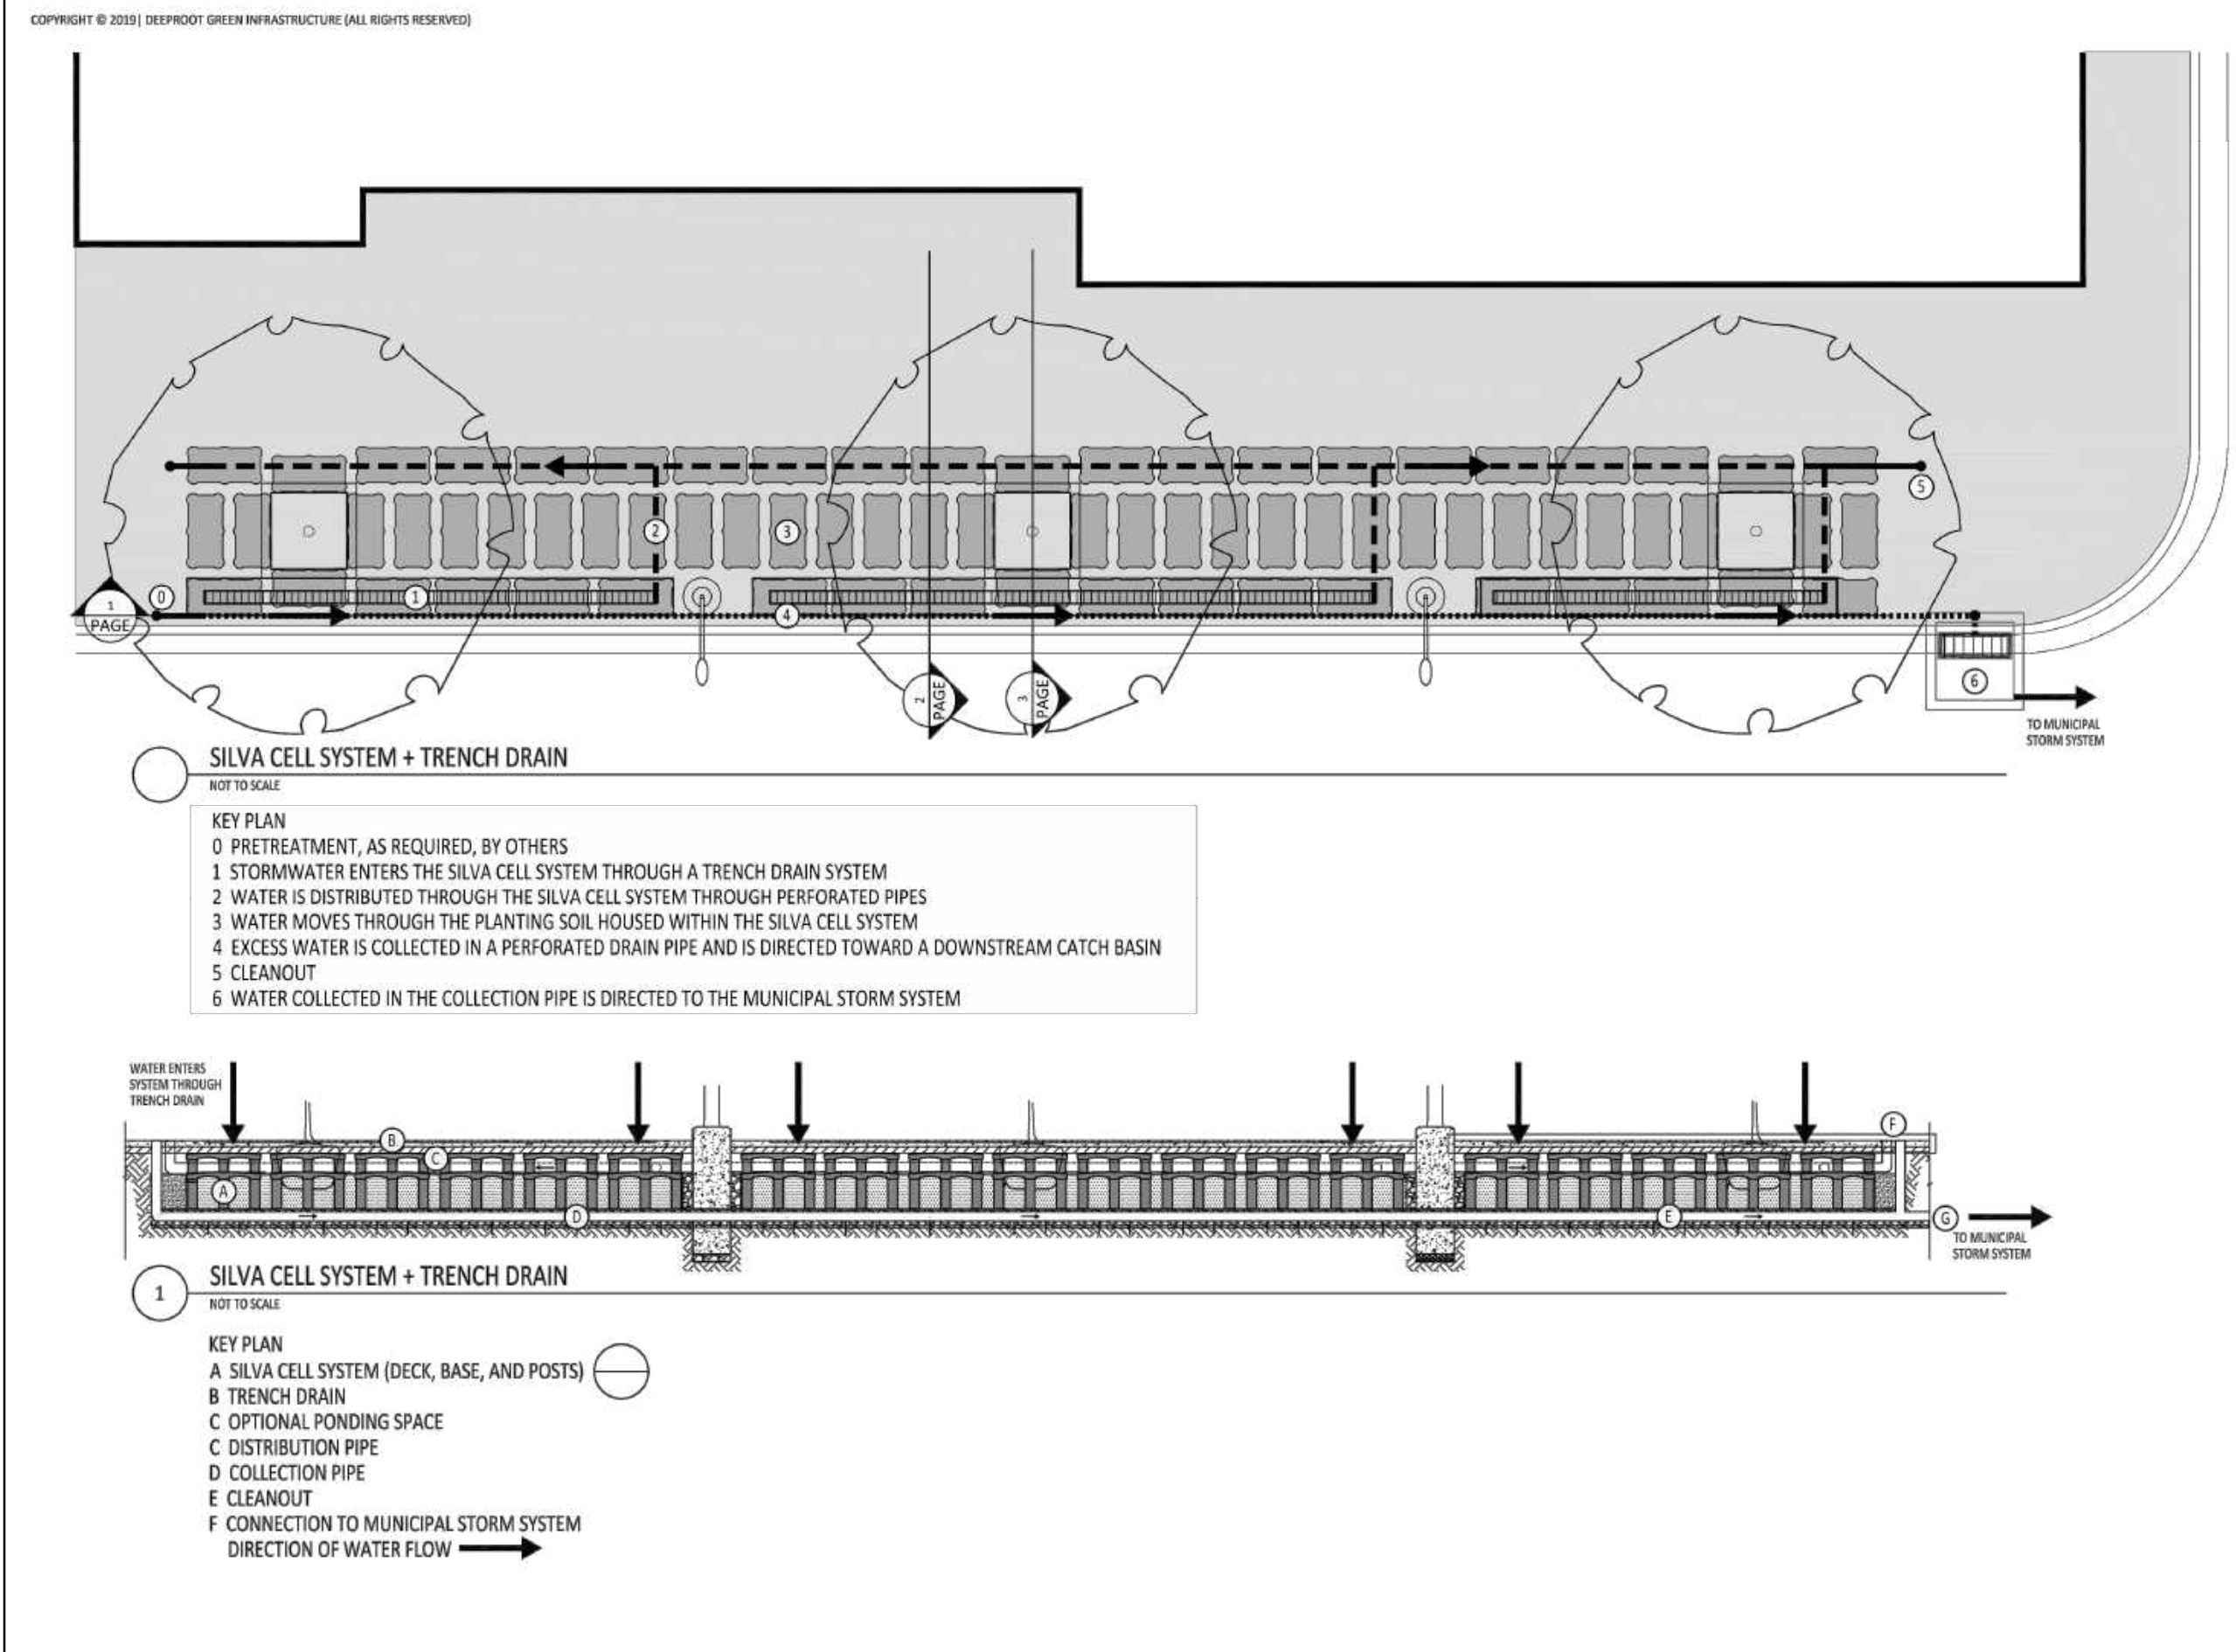 COPYRIGHT © 2019| DEEPROOT GREEN INFRASTRUCTURE (ALL RIGHTS RESERVED)
5
2
3
0
1
4
1
PAGE
2
PAGE
3
PAGE
6
TO MUNICIPAL
STORM SYSTEM
SILVA CELL SYSTEM + TRENCH DRAIN
NOT TO SCALE
KEY PLAN
0 PRETREATMENT, AS REQUIRED, BY OTHERS
1 STORMWATER ENTERS THE SILVA CELL SYSTEM THROUGH A TRENCH DRAIN SYSTEM
2 WATER IS DISTRIBUTED THROUGH THE SILVA CELL SYSTEM THROUGH PERFORATED PIPES
3 WATER MOVES THROUGH THE PLANTING SOIL HOUSED WITHIN THE SILVA CELL SYSTEM
4 EXCESS WATER IS COLLECTED IN A PERFORATED DRAIN PIPE AND IS DIRECTED TOWARD A DOWNSTREAM CATCH BASIN
5 CLEANOUT
6 WATER COLLECTED IN THE COLLECTION PIPE IS DIRECTED TO THE MUNICIPAL STORM SYSTEM
WATER ENTERS
SYSTEM THROUGH
TRENCH DRAIN
F
B
C
A
D
E
G
TO MUNICIPAL
STORM SYSTEM
1
SILVA CELL SYSTEM + TRENCH DRAIN
NOT TO SCALE
KEY PLAN
A SILVA CELL SYSTEM (DECK, BASE, AND POSTS)
B TRENCH DRAIN
C OPTIONAL PONDING SPACE
C DISTRIBUTION PIPE
D COLLECTION PIPE
E CLEANOUT
F CONNECTION TO MUNICIPAL STORM SYSTEM
DIRECTION OF WATER FLOW